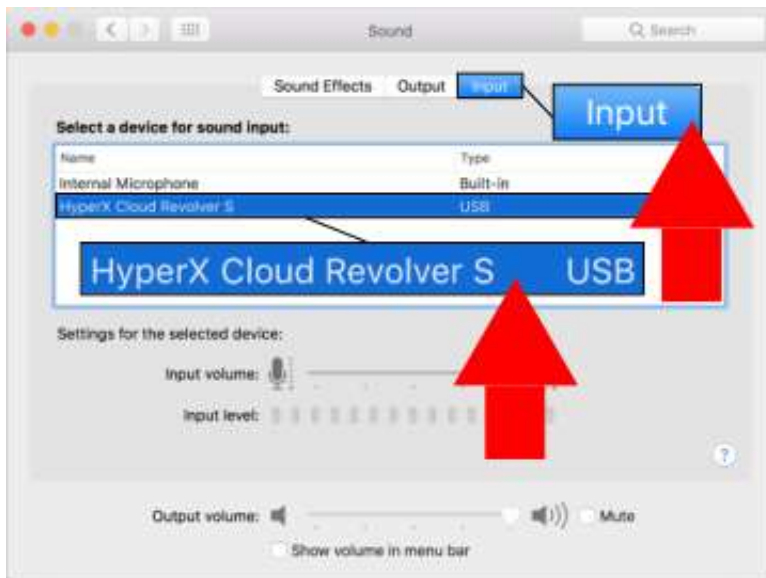 Sound
Search
Sound Effects Output Input
Input
Select a device for sound input:
Name Type
Internal Microphone Built-in
HyperX Cloud Revolver S USB
HyperX Cloud Revolver S USB
Settings for the selected device:
Input volume:
Input level:
?
Output volume: Mute
Show volume in menu bar